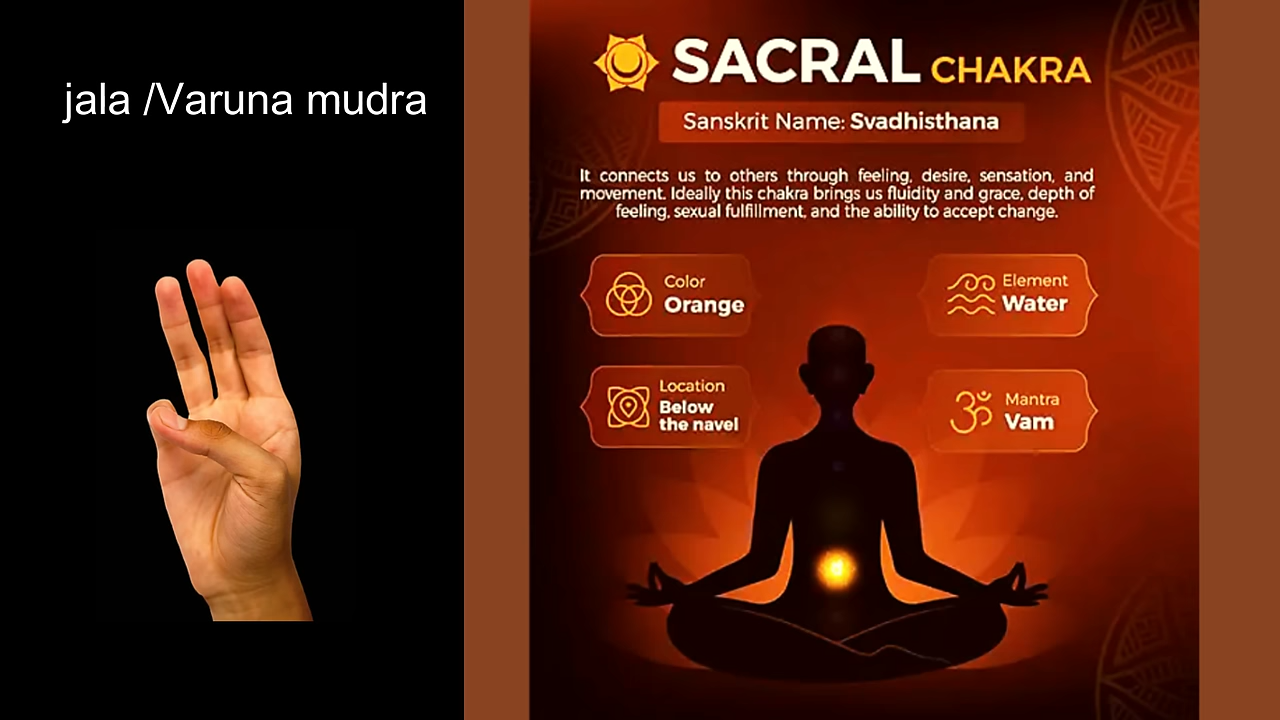 jala /Varuna mudra
SACRAL CHAKRA
Sanskrit Name: Svadhisthana
It connects us to others through feeling, desire, sensation, and
movement. Ideally this chakra brings us fluidity and grace, depth of
feeling, sexual fulfillment, and the ability to accept change.
Color
Orange
Element
Water
Location
Below
the navel
ॐ
Mantra
Vam